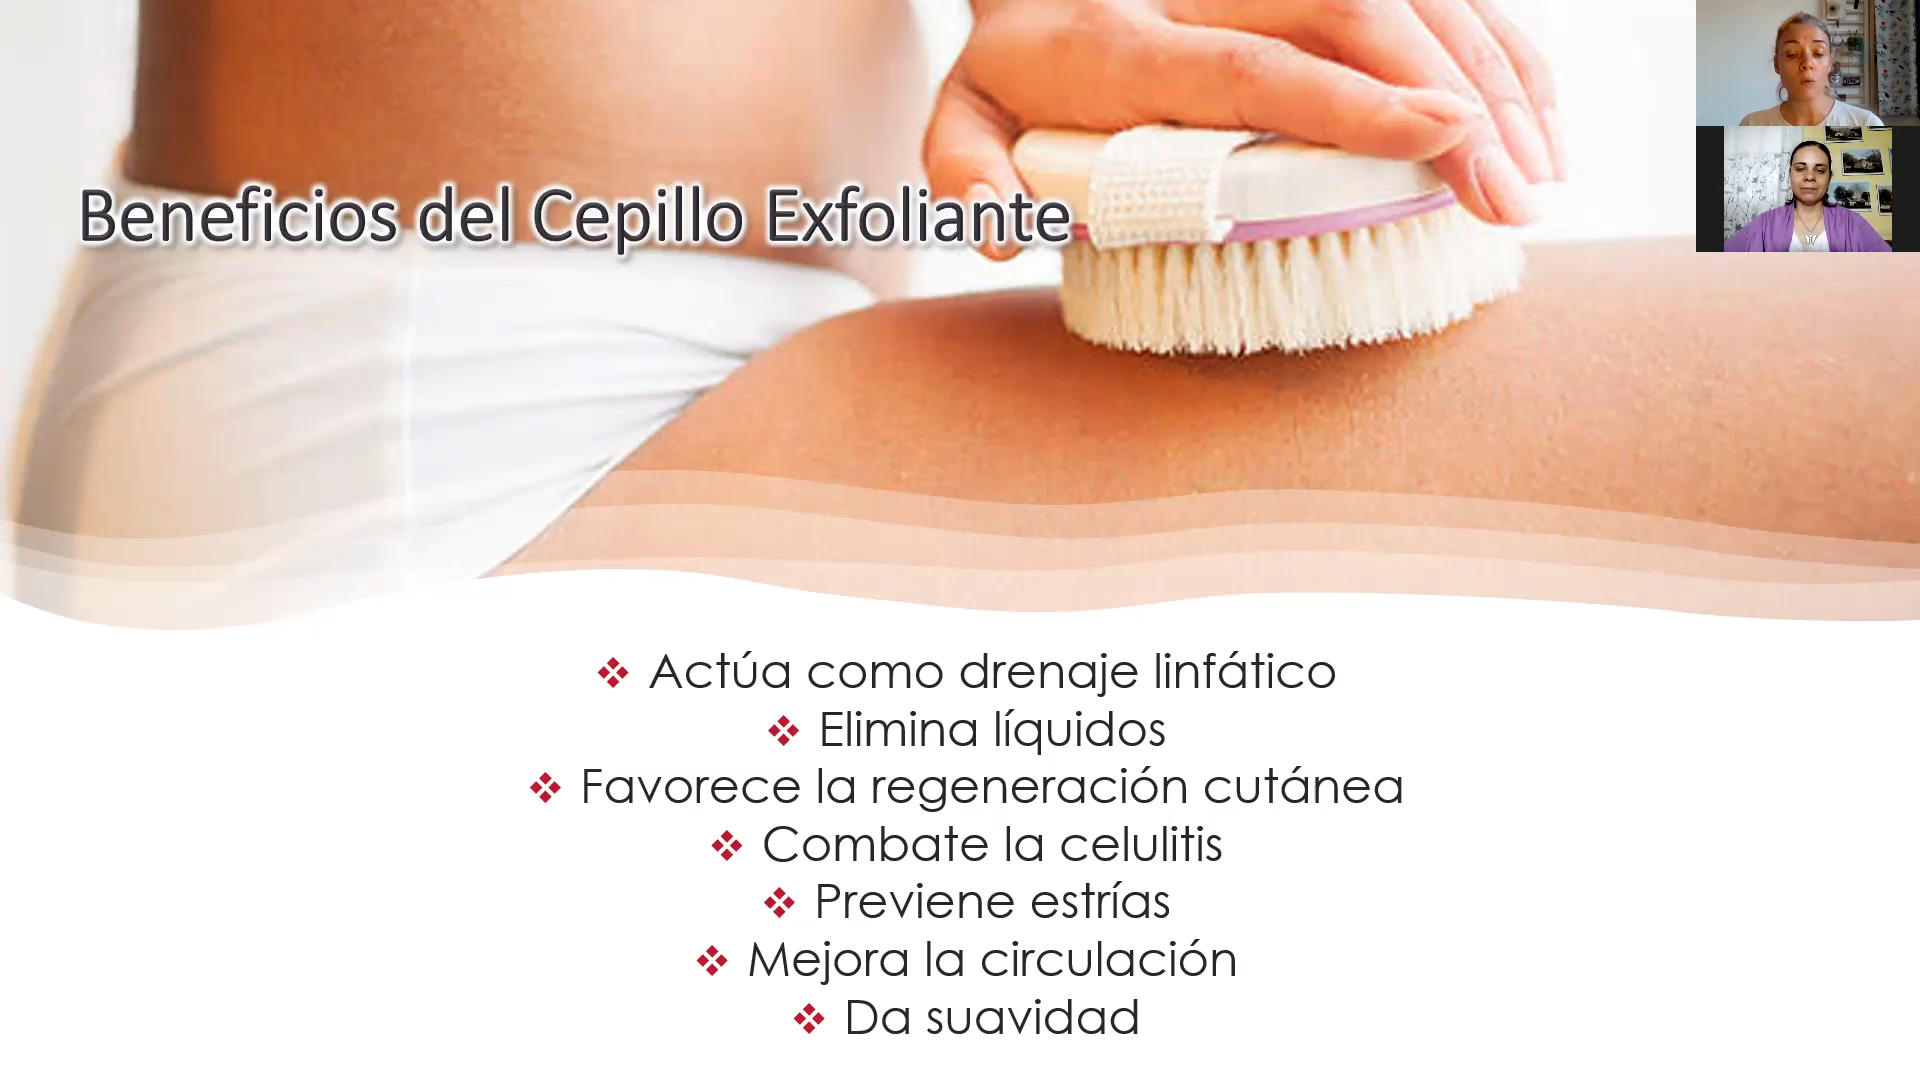 Beneficios del Cepillo Exfoliante
Actúa como drenaje linfático
Elimina líquidos
Favorece la regeneración cutánea
Combate la celulitis
Previene estrías
Mejora la circulación
Da suavidad